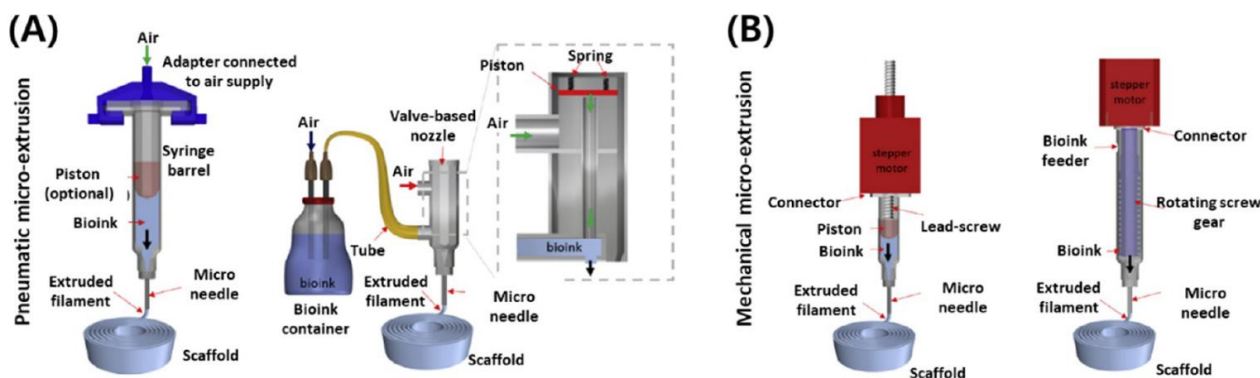 (A)
Pneumatic micro-extrusion
Air
Adapter connected
to air supply
Syringe
barrel
Piston
(optional)
Bioink
Extruded
filament
Micro
needle
Scaffold
Air
Valve-based
nozzle
Air
Tube
bioink
Bioink
container
Extruded
filament
Micro
needle
Scaffold
Spring
Piston
Air
bioink
(B)
Mechanical micro-extrusion
stepper
motor
Connector
Lead-screw
Piston
Bioink
Extruded
filament
Micro
needle
Scaffold
stepper
motor
Connector
Bioink
feeder
Rotating screw
gear
Bioink
Extruded
filament
Micro
needle
Scaffold